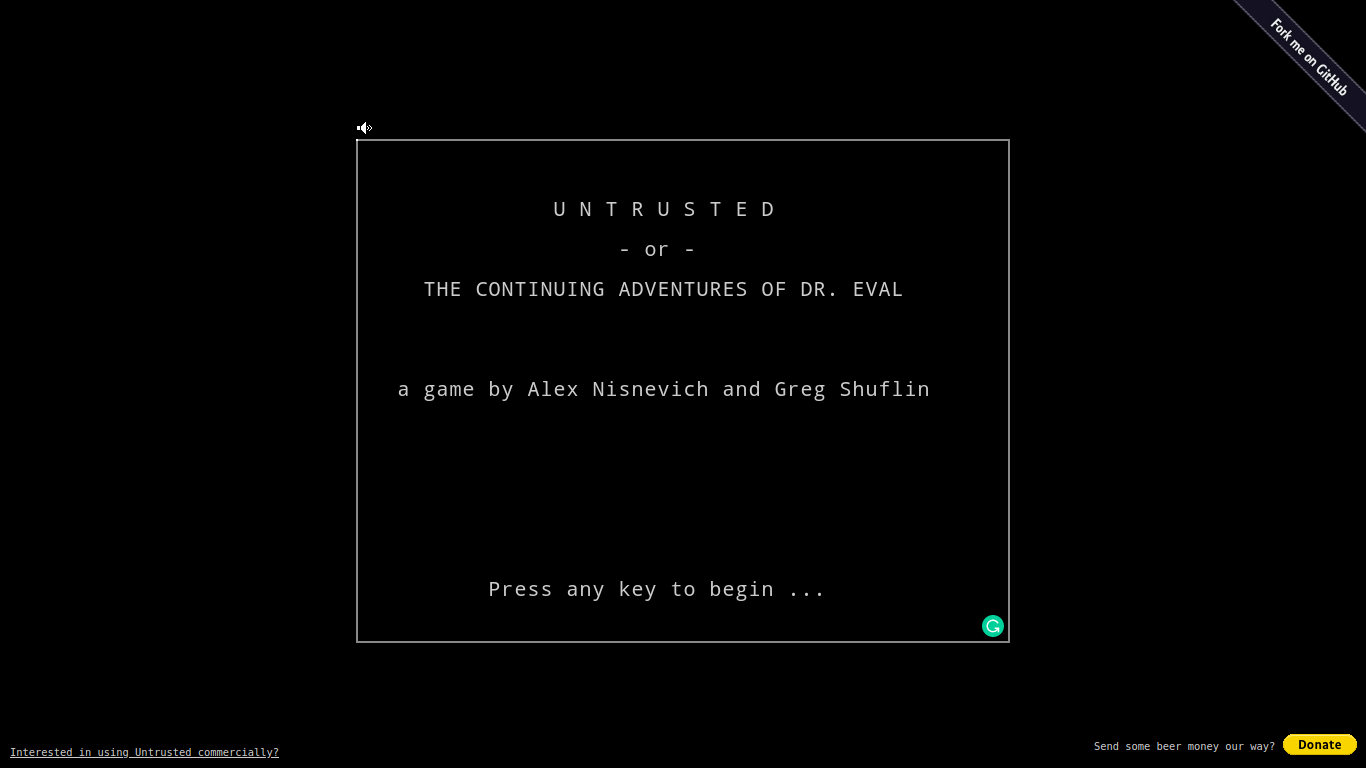 Fork me on GitHub
U N T R U S T E D
- or -
THE CONTINUING ADVENTURES OF DR. EVAL
a game by Alex Nisnevich and Greg Shuflin
Press any key to begin ...
Interested in using Untrusted commercially?
Send some beer money our way? Donate